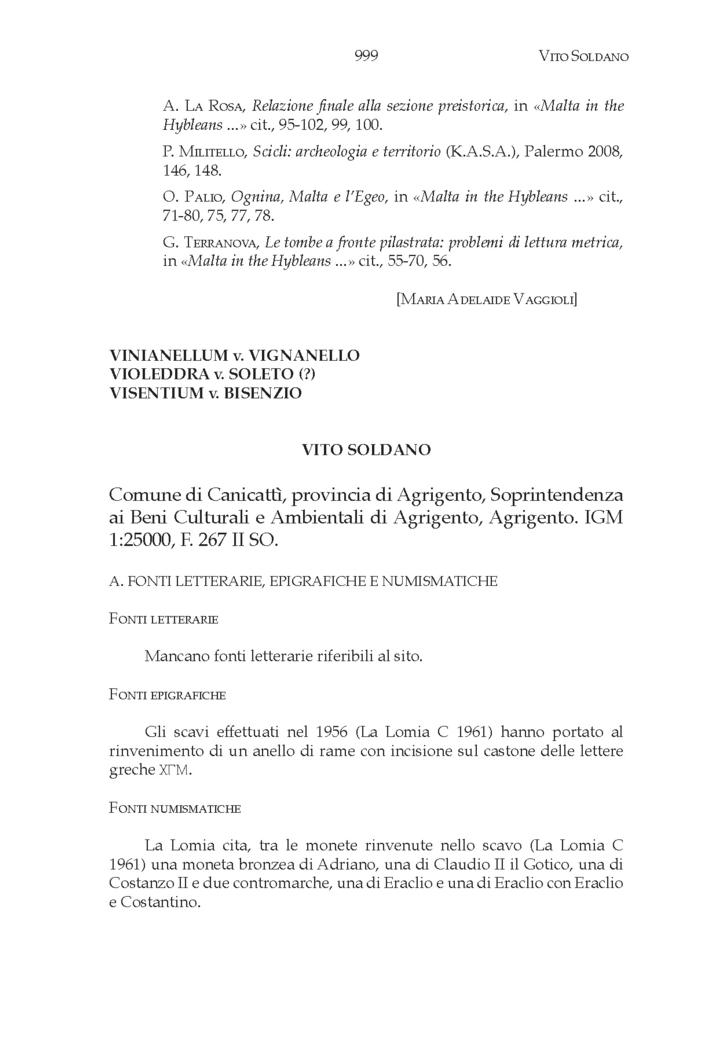 999 Vito Soldano
A. La Rosa, Relazione finale alla sezione preistorica, in «Malta in the
Hybleans ...» cit., 95-102, 99, 100.
P. Militello, Scicli: archeologia e territorio (K.A.S.A.), Palermo 2008,
146, 148.
O. Palio, Ognina, Malta e l'Egeo, in «Malta in the Hybleans ...» cit.,
71-80, 75, 77, 78.
G. Terranova, Le tombe a fronte pilastrata: problemi di lettura metrica,
in «Malta in the Hybleans ...» cit., 55-70, 56.
[Maria Adelaide Vaggioli]
VINIANELLUM v. VIGNANELLO
VIOLEDDRA v. SOLETO (?)
VISENTIUM v. BISENZIO
VITO SOLDANO
Comune di Canicattì, provincia di Agrigento, Soprintendenza
ai Beni Culturali e Ambientali di Agrigento, Agrigento. IGM
1:25000, F. 267 II SO.
A. FONTI LETTERARIE, EPIGRAFICHE E NUMISMATICHE
Fonti letterarie
Mancano fonti letterarie riferibili al sito.
Fonti epigrafiche
Gli scavi effettuati nel 1956 (La Lomia C 1961) hanno portato al
rinvenimento di un anello di rame con incisione sul castone delle lettere
greche ΧΓΜ.
Fonti numismatiche
La Lomia cita, tra le monete rinvenute nello scavo (La Lomia C
1961) una moneta bronzea di Adriano, una di Claudio II il Gotico, una di
Costanzo II e due contromarche, una di Eraclio e una di Eraclio con Eraclio
e Costantino.